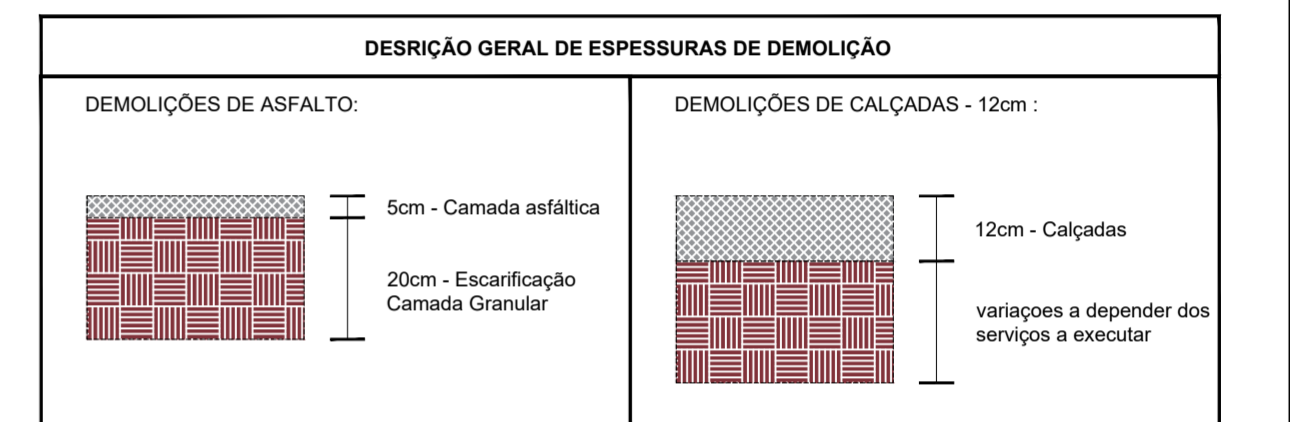 DESRIÇÃO GERAL DE ESPESSURAS DE DEMOLIÇÃO
DEMOLIÇÕES DE ASFALTO:
5cm - Camada asfáltica
20cm - Escarificação
Camada Granular
DEMOLIÇÕES DE CALÇADAS - 12cm :
12cm - Calçadas
variaçoes a depender dos
serviços a executar